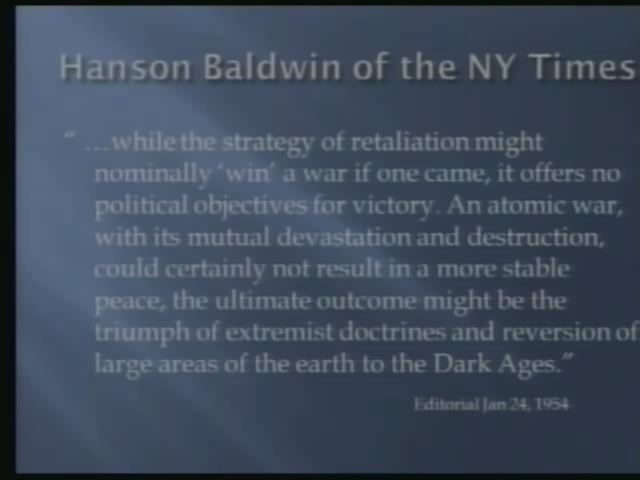 Hanson Baldwin of the NY Times
“ …while the strategy of retaliation might
nominally ‘win’ a war if one came, it offers no
political objectives for victory. An atomic war,
with its mutual devastation and destruction,
could certainly not result in a more stable
peace, the ultimate outcome might be the
triumph of extremist doctrines and reversion of
large areas of the earth to the Dark Ages.”
Editorial Jan 24, 1954